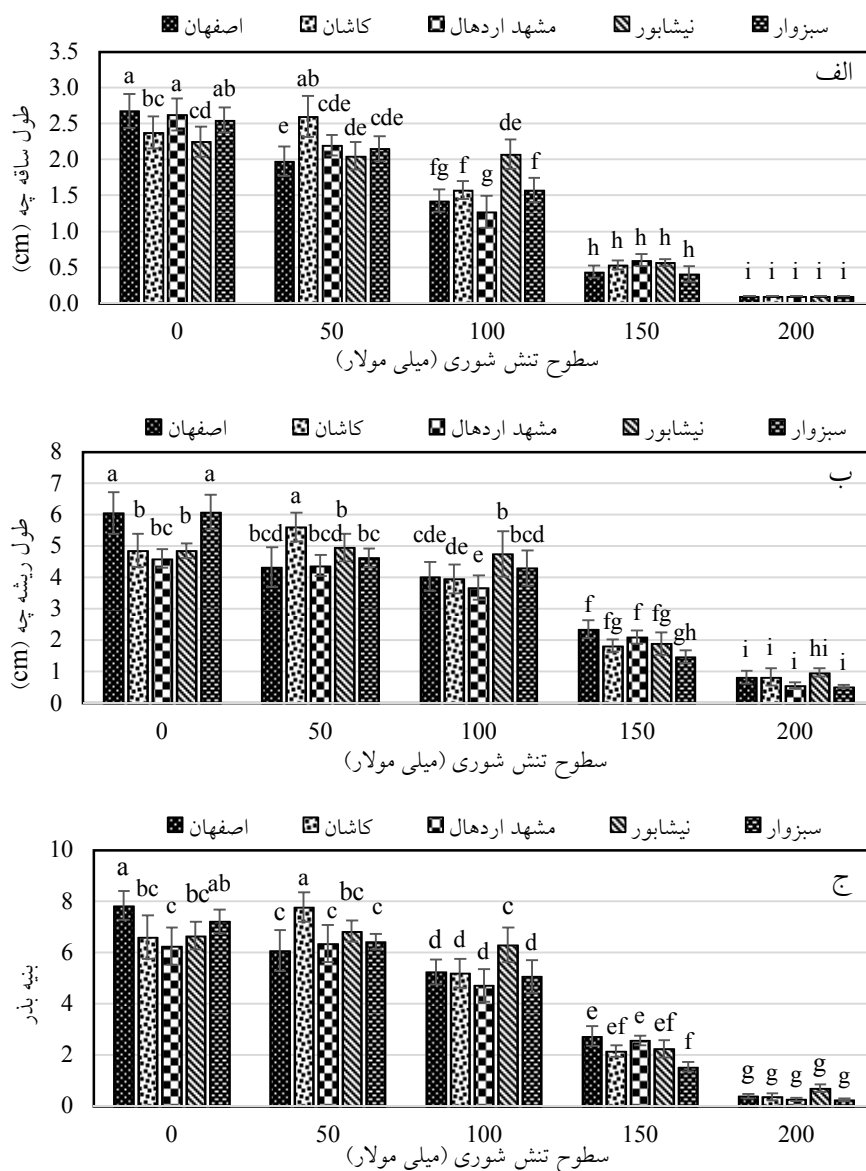 اصفهان کاشان مشهد اردهال نیشابور سبزوار
الف
طول ساقه چه (cm)
3.5
3.0
2.5
2.0
1.5
1.0
0.5
0.0
a bc a cd ab
e ab cde de cde
fg f g de f
h h h h h
i i i i i
0 50 100 150 200
سطوح تنش شوری (میلی مولار)
اصفهان کاشان مشهد اردهال نیشابور سبزوار
ب
طول ریشه چه (cm)
8
7
6
5
4
3
2
1
0
a b bc b a
bcd a bcd b bc
cde de e b bcd
f fg f fg gh
i i i hi i
0 50 100 150 200
سطوح تنش شوری (میلی مولار)
اصفهان کاشان مشهد اردهال نیشابور سبزوار
ج
بنیه بذر
10
8
6
4
2
0
a bc c bc ab
c a c bc c
d d d c d
e ef e ef f
g g g g g
0 50 100 150 200
سطوح تنش شوری (میلی مولار)